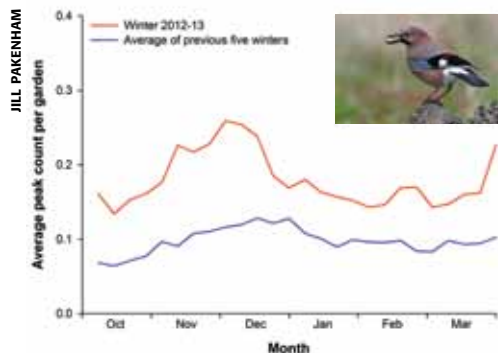 JILL PAKENHAM
Winter 2012-13
Average of previous five winters
Average peak count per garden
0.4
0.3
0.2
0.1
0.0
Oct Nov Dec Jan Feb Mar
Month